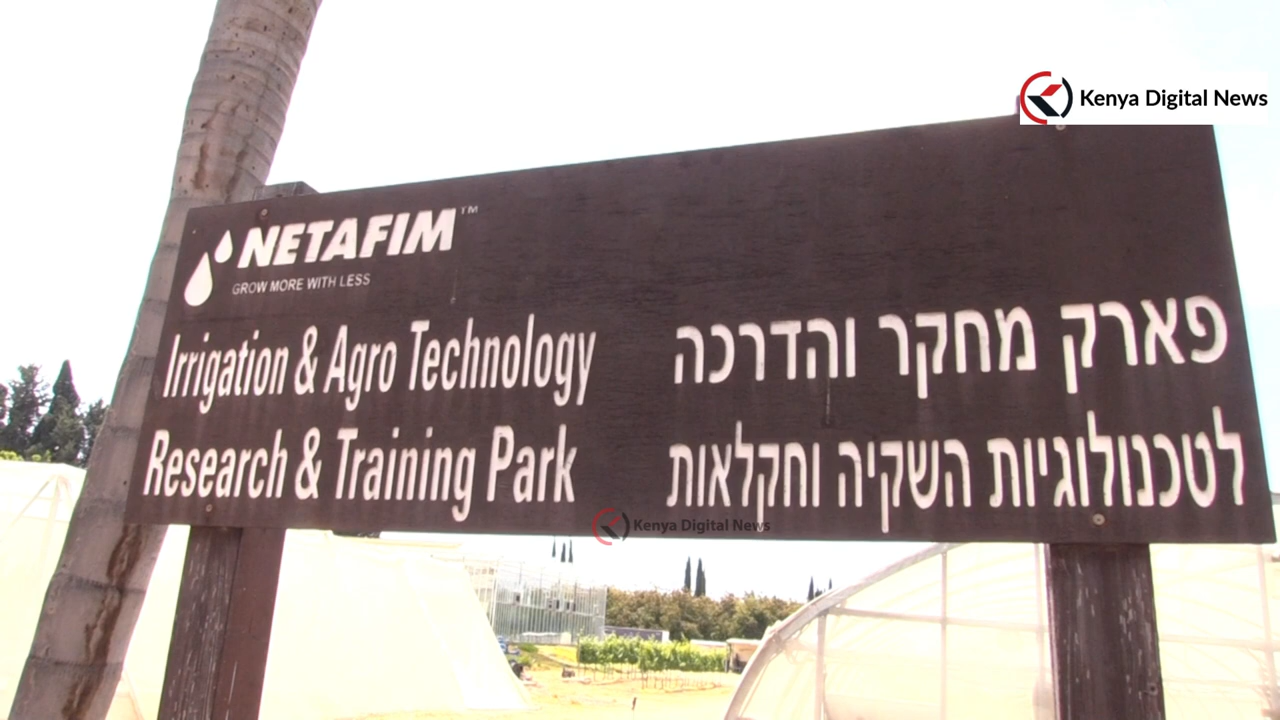 Kenya Digital News
NETAFIM™
GROW MORE WITH LESS
Irrigation & Agro Technology
Research & Training Park
פארק מחקר והדרכה
לטכנולוגיות השקיה וחקלאות
Kenya Digital News